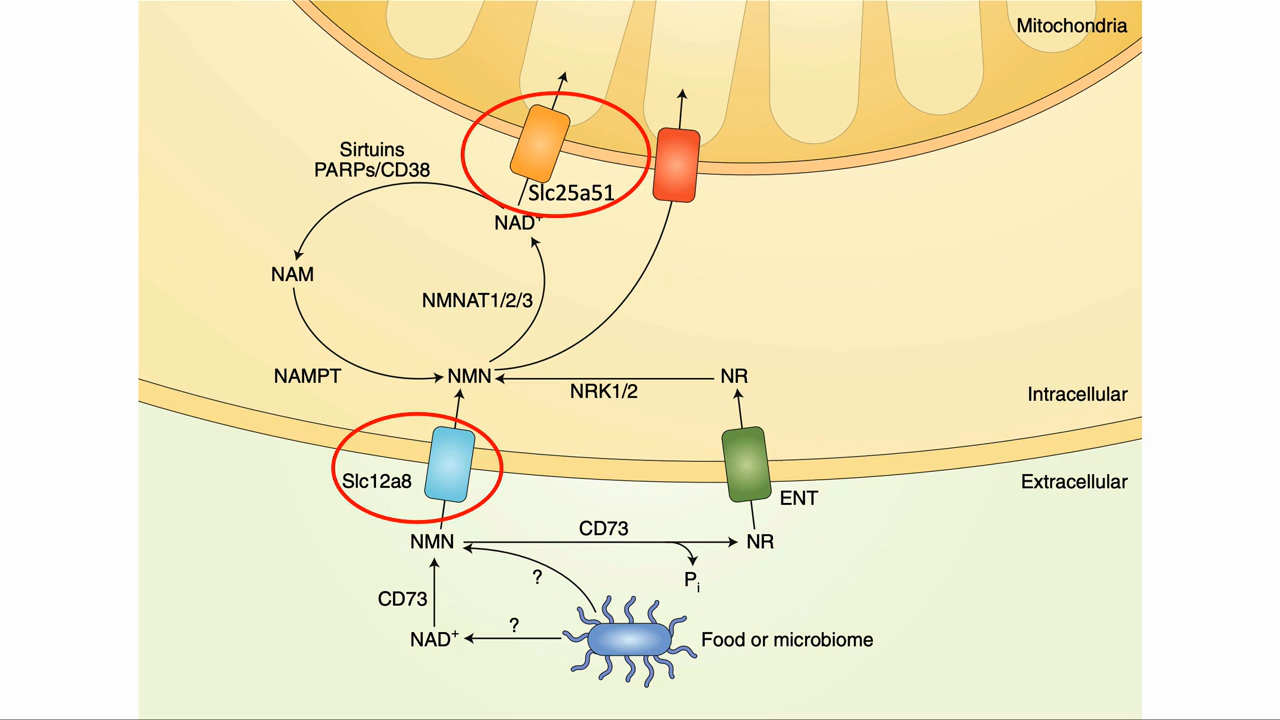 Mitochondria
Sirtuins
PARPs/CD38
Slc25a51
NAD⁺
NAM
NMNAT1/2/3
NAMPT
NMN
NR
NRK1/2
Intracellular
Slc12a8
Extracellular
ENT
CD73
NMN
NR
?
Pi
CD73
?
NAD⁺
Food or microbiome